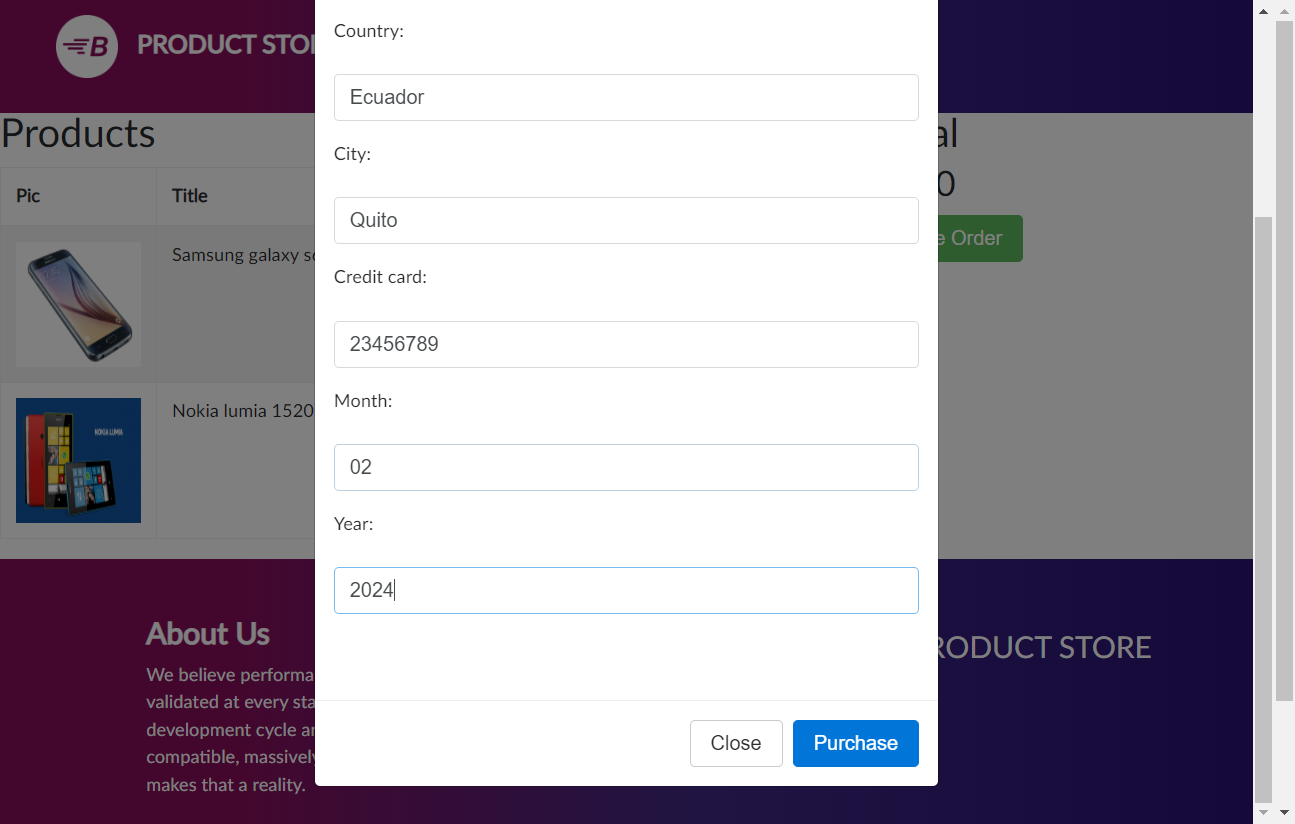 B PRODUCT STO
Country:
Ecuador
City:
Quito
Credit card:
23456789
Month:
02
Year:
2024
Close
Purchase
Products
Pic
Title
Samsung galaxy s
NOKIA LUMIA
Nokia lumia 1520
al
0
e Order
About Us
We believe performa
validated at every sta
development cycle a
compatible, massively
makes that a reality.
RODUCT STORE